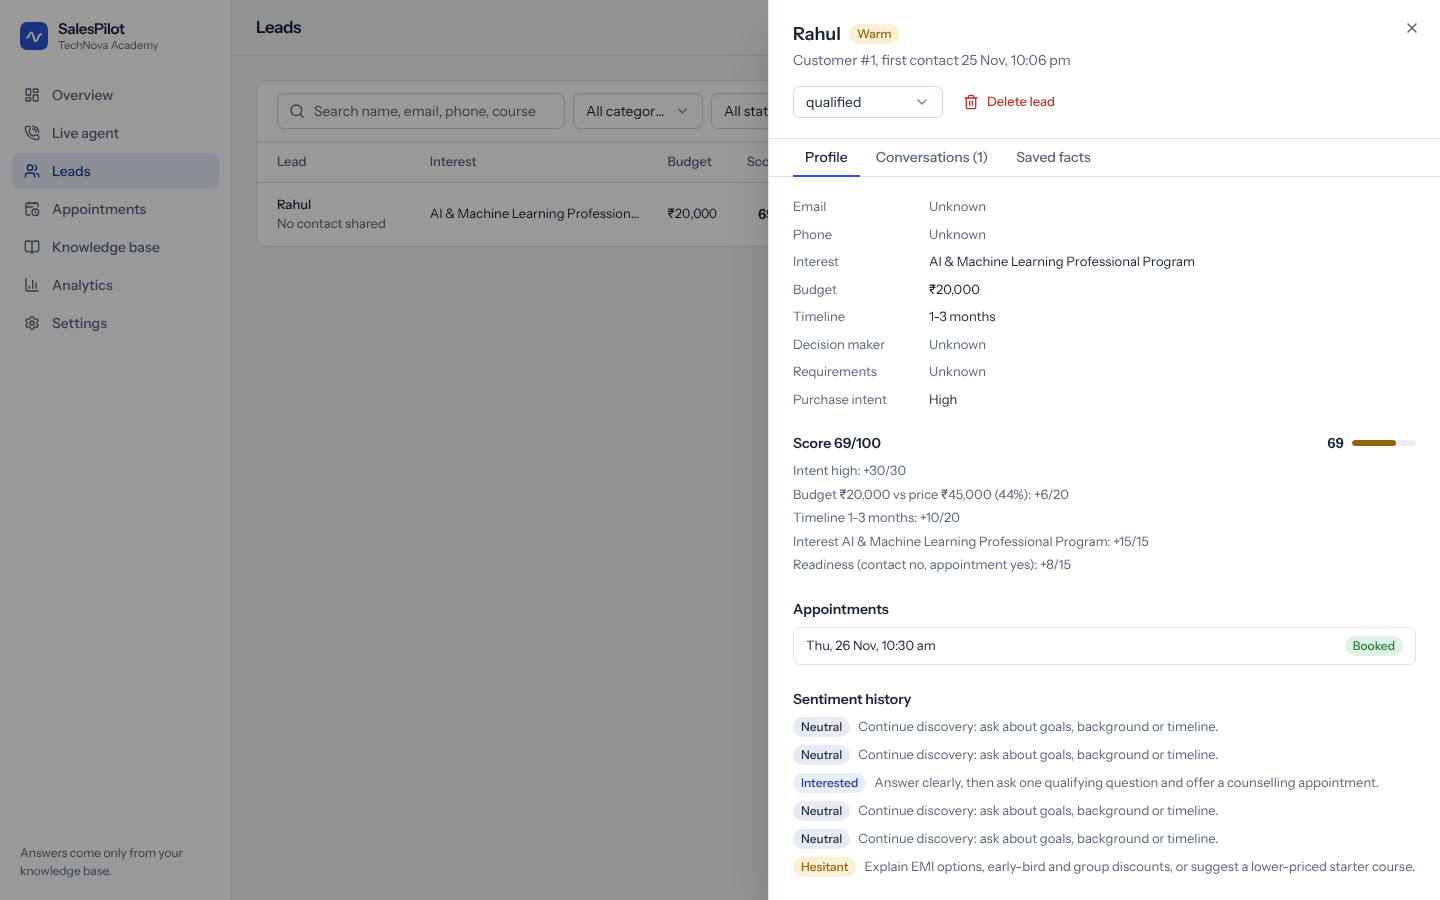 SalesPilot
TechNova Academy
Overview
Live agent
Leads
Appointments
Knowledge base
Analytics
Settings
Answers come only from your
knowledge base.
Leads
Search name, email, phone, course
All categor...
All stat
Lead Interest Budget Sco
Rahul
No contact shared
AI & Machine Learning Profession...
₹20,000
69
Rahul Warm
Customer #1, first contact 25 Nov, 10:06 pm
qualified
Delete lead
Profile Conversations (1) Saved facts
Email Unknown
Phone Unknown
Interest AI & Machine Learning Professional Program
Budget ₹20,000
Timeline 1-3 months
Decision maker Unknown
Requirements Unknown
Purchase intent High
Score 69/100 69
Intent high: +30/30
Budget ₹20,000 vs price ₹45,000 (44%): +6/20
Timeline 1-3 months: +10/20
Interest AI & Machine Learning Professional Program: +15/15
Readiness (contact no, appointment yes): +8/15
Appointments
Thu, 26 Nov, 10:30 am Booked
Sentiment history
Neutral Continue discovery: ask about goals, background or timeline.
Neutral Continue discovery: ask about goals, background or timeline.
Interested Answer clearly, then ask one qualifying question and offer a counselling appointment.
Neutral Continue discovery: ask about goals, background or timeline.
Neutral Continue discovery: ask about goals, background or timeline.
Hesitant Explain EMI options, early-bird and group discounts, or suggest a lower-priced starter course.